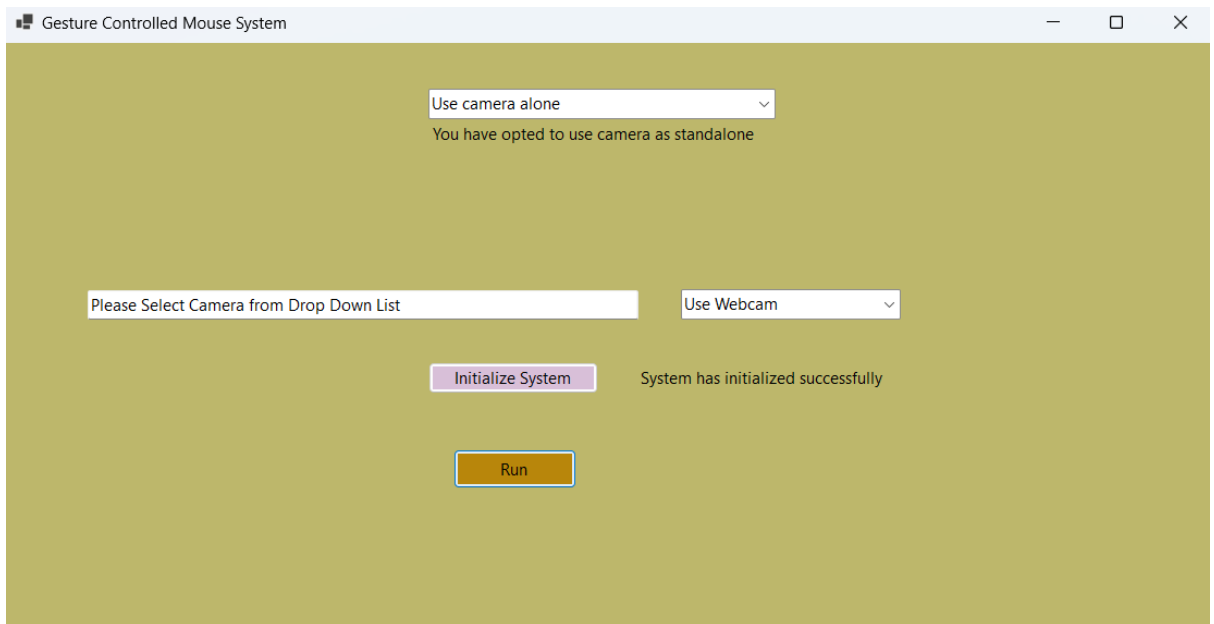 Gesture Controlled Mouse System
Use camera alone
You have opted to use camera as standalone
Please Select Camera from Drop Down List
Use Webcam
Initialize System
System has initialized successfully
Run